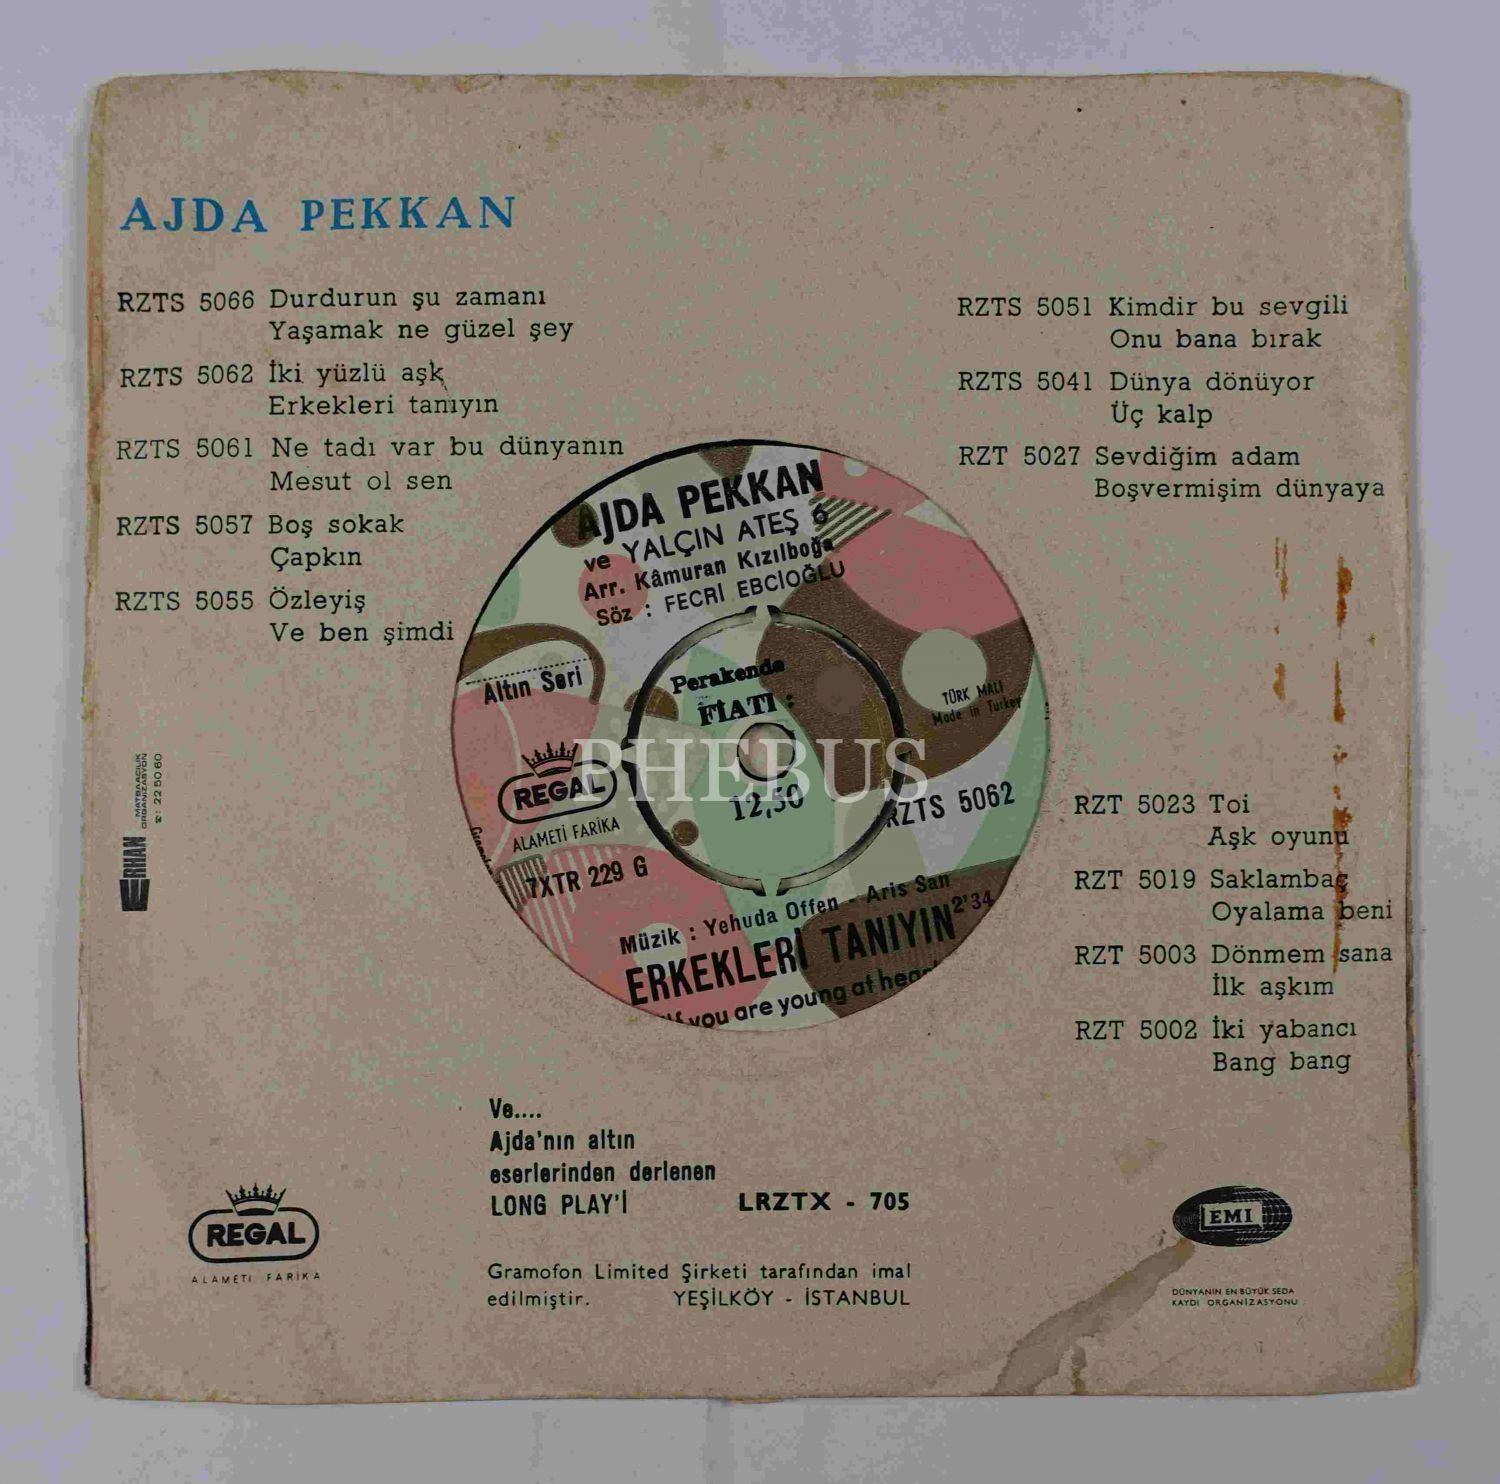 AJDA PEKKAN
RZTS 5066 Durdurun şu zamanı
Yaşamak ne güzel şey
RZTS 5062 İki yüzlü aşk
Erkekleri tanıyın
RZTS 5061 Ne tadı var bu dünyanın
Mesut ol sen
RZTS 5057 Boş sokak
Çapkın
RZTS 5055 Özleyiş
Ve ben şimdi
RZTS 5051 Kimdir bu sevgili
Onu bana bırak
RZTS 5041 Dünya dönüyor
Üç kalp
RZT 5027 Sevdiğim adam
Boşvermişim dünyaya
AJDA PEKKAN
ve YALÇIN ATEŞ 6
Arr. Kâmuran Kızılboğa
Söz : FECRİ EBCİOĞLU
Altın Seri
Perakende
FİATI :
12,50
TÜRK MALI
Made in Turkey
REGAL
ALAMETİ FARİKA
RZTS 5062
7XTR 229 G
Müzik : Yehuda Offen - Aris San
ERKEKLERİ TANIYIN 2'34
If you are young at heart
PHEBUS
RZT 5023 Toi
Aşk oyunu
RZT 5019 Saklambaç
Oyalama beni
RZT 5003 Dönmem sana
İlk aşkım
RZT 5002 İki yabancı
Bang bang
ERHAN
MATBAACILIK
ORGANİZASYON
☎: 22 50 60
Ve....
Ajda'nın altın
eserlerinden derlenen
LONG PLAY'İ LRZTX - 705
REGAL
ALAMETİ FARİKA
Gramofon Limited Şirketi tarafından imal
edilmiştir. YEŞİLKÖY - İSTANBUL
EMI
DÜNYANIN EN BÜYÜK SEDA
KAYDI ORGANİZASYONU